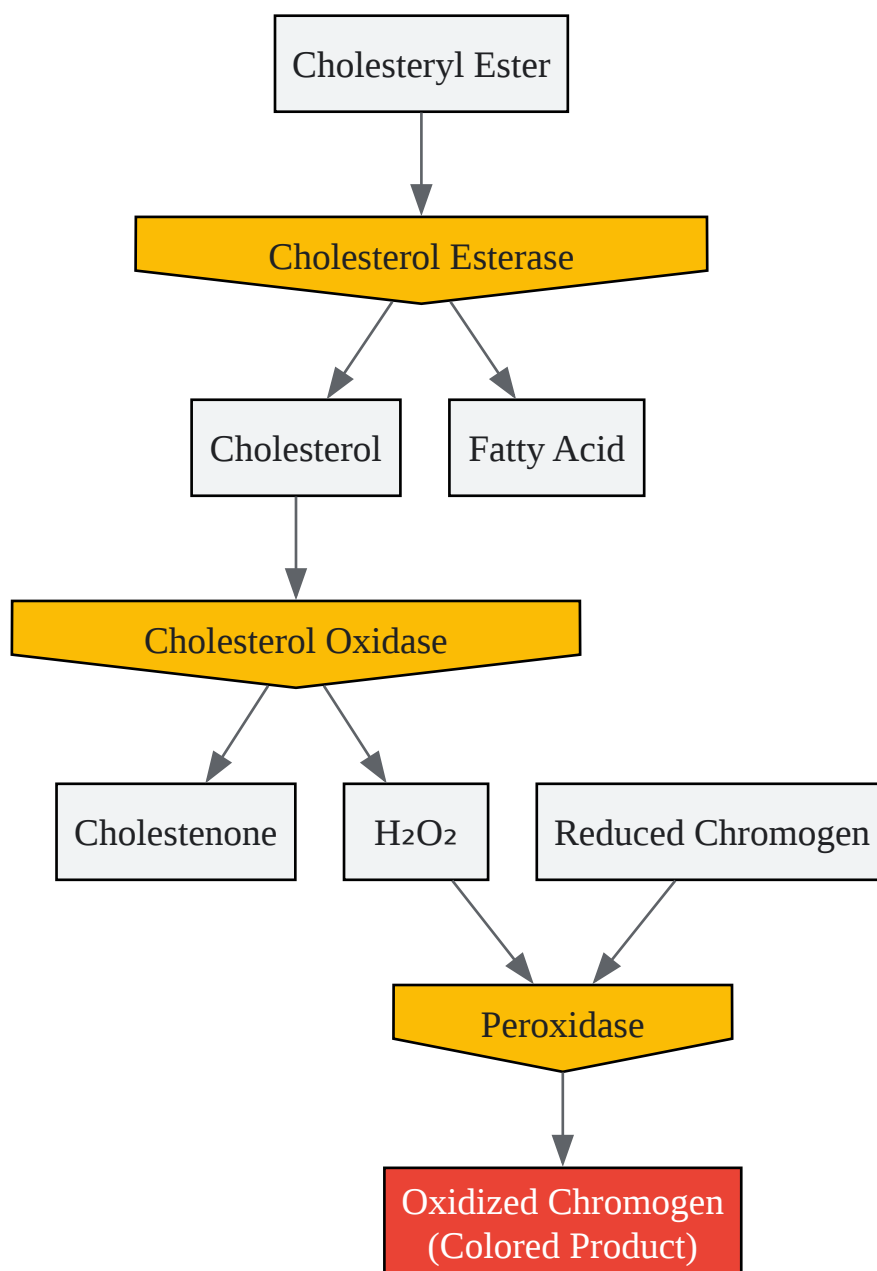 Cholesteryl Ester
Cholesterol Esterase
Cholesterol
Fatty Acid
Cholesterol Oxidase
Cholestenone
H₂O₂
Reduced Chromogen
Peroxidase
Oxidized Chromogen
(Colored Product)